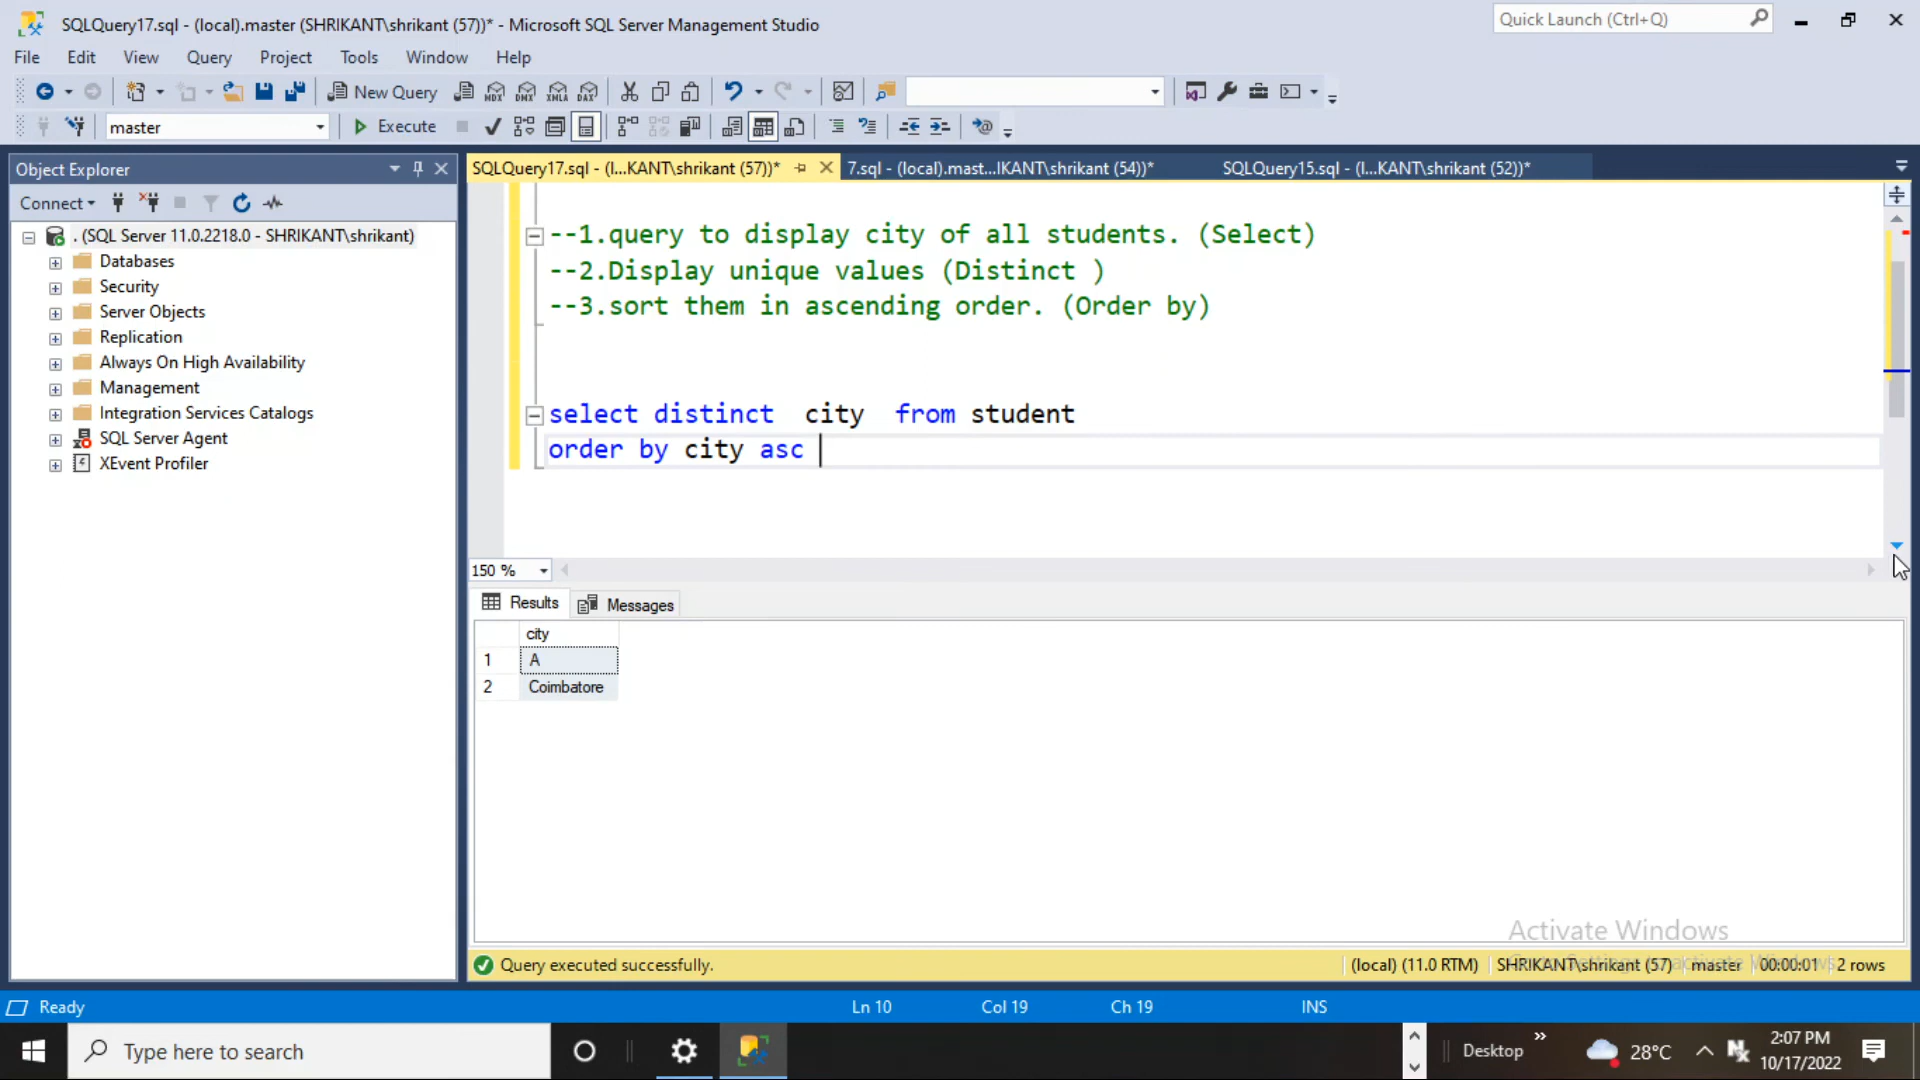 SQLQuery17.sql - (local).master (SHRIKANT\shrikant (57))* - Microsoft SQL Server Management Studio
Quick Launch (Ctrl+Q)
File Edit View Query Project Tools Window Help
New Query
MDX DMX XMLA DAX
master
Execute
Object Explorer
SQLQuery17.sql - (l...KANT\shrikant (57))*
7.sql - (local).mast...IKANT\shrikant (54))*
SQLQuery15.sql - (l...KANT\shrikant (52))*
Connect
. (SQL Server 11.0.2218.0 - SHRIKANT\shrikant)
Databases
Security
Server Objects
Replication
Always On High Availability
Management
Integration Services Catalogs
SQL Server Agent
XEvent Profiler
--1.query to display city of all students. (Select)
--2.Display unique values (Distinct )
--3.sort them in ascending order. (Order by)
select distinct  city  from student
order by city asc
150 %
Results
Messages
city
1 A
2 Coimbatore
Activate Windows
Query executed successfully.
(local) (11.0 RTM)
SHRIKANT\shrikant (57)
master
00:00:01
2 rows
Ready
Ln 10
Col 19
Ch 19
INS
Type here to search
Desktop
28°C
2:07 PM
10/17/2022